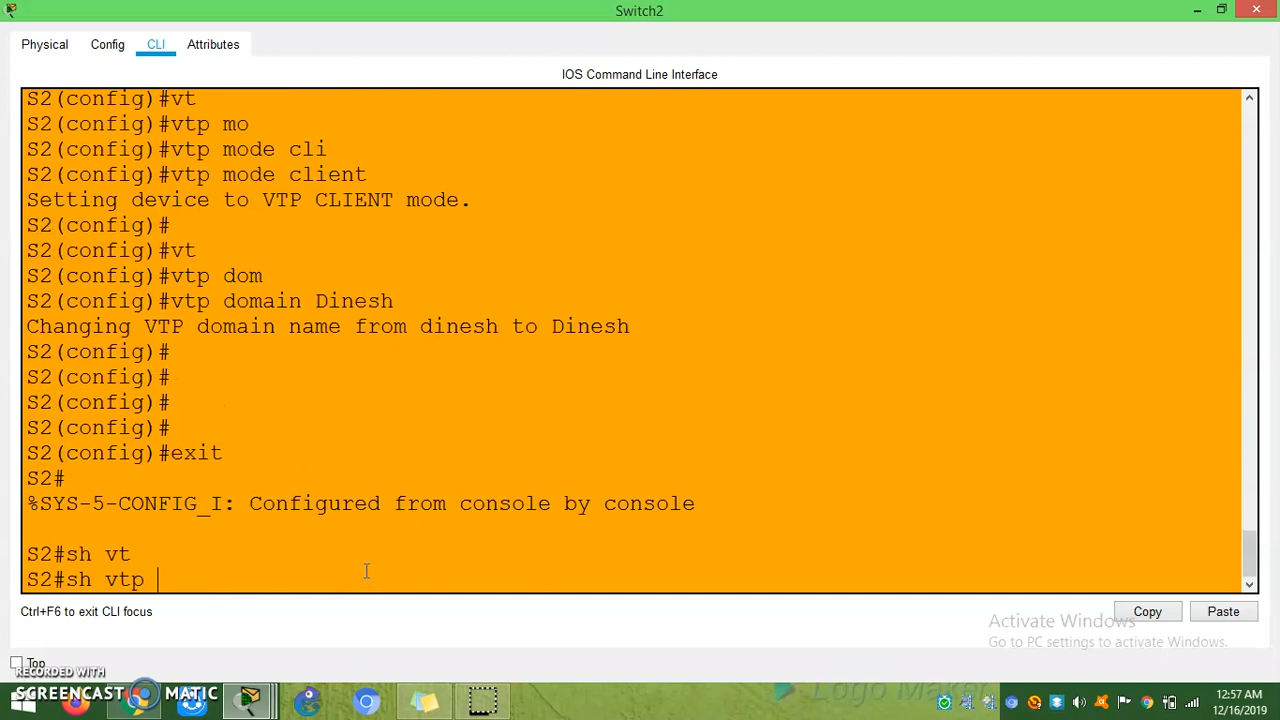 Switch2
Physical Config CLI Attributes
IOS Command Line Interface
S2(config)#vt
S2(config)#vtp mo
S2(config)#vtp mode cli
S2(config)#vtp mode client
Setting device to VTP CLIENT mode.
S2(config)#
S2(config)#vt
S2(config)#vtp dom
S2(config)#vtp domain Dinesh
Changing VTP domain name from dinesh to Dinesh
S2(config)#
S2(config)#
S2(config)#
S2(config)#
S2(config)#exit
S2#
%SYS-5-CONFIG_I: Configured from console by console
S2#sh vt
S2#sh vtp
Ctrl+F6 to exit CLI focus
Copy Paste
Activate Windows
Go to PC settings to activate Windows.
Top
RECORDED WITH
SCREENCAST MATIC
Logo Maker
12:57 AM
12/16/2019